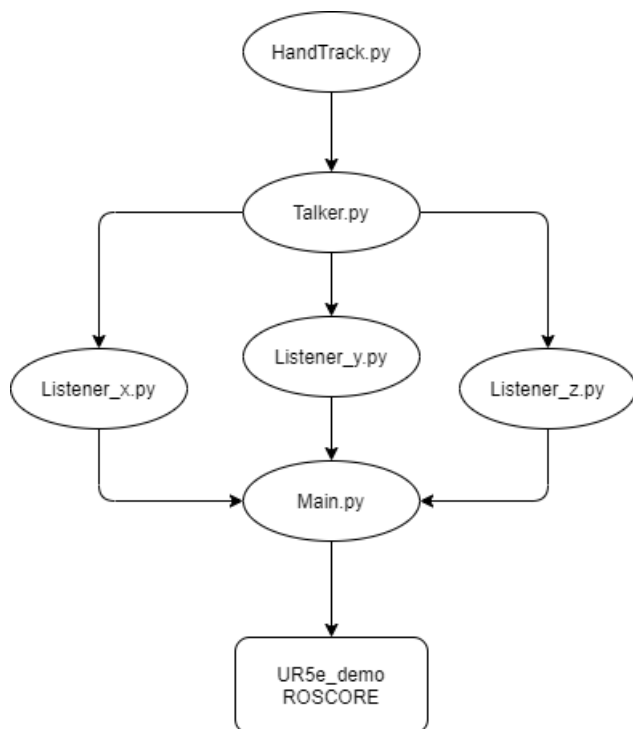 HandTrack.py
Talker.py
Listener_y.py
Listener_x.py
Listener_z.py
Main.py
UR5e_demo
ROSCORE